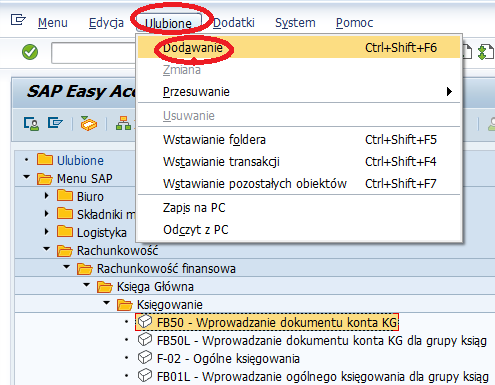 Menu Edycja Ulubione Dodatki System Pomoc
Dodawanie Ctrl+Shift+F6
Zmiana
Przesuwanie
Usuwanie
Wstawianie foldera Ctrl+Shift+F5
Wstawianie transakcji Ctrl+Shift+F4
Wstawianie pozostałych obiektów Ctrl+Shift+F7
Zapis na PC
Odczyt z PC
SAP Easy Acc
Ulubione
Menu SAP
Biuro
Składniki m
Logistyka
Rachunkowość
Rachunkowość finansowa
Księga Główna
Księgowanie
FB50 - Wprowadzanie dokumentu konta KG
FB50L - Wprowadzanie dokumentu konta KG dla grupy ksiąg
F-02 - Ogólne księgowania
FB01L - Wprowadzanie ogólnego księgowania dla grupy ksiąg